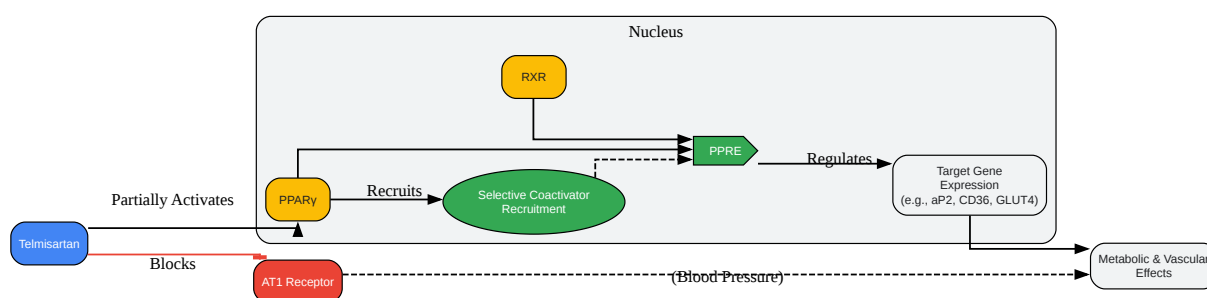 Nucleus
RXR
PPRE
Regulates
Target Gene
Expression
(e.g., aP2, CD36, GLUT4)
PPARγ
Recruits
Selective Coactivator
Recruitment
Partially Activates
Telmisartan
Blocks
AT1 Receptor
(Blood Pressure)
Metabolic & Vascular
Effects